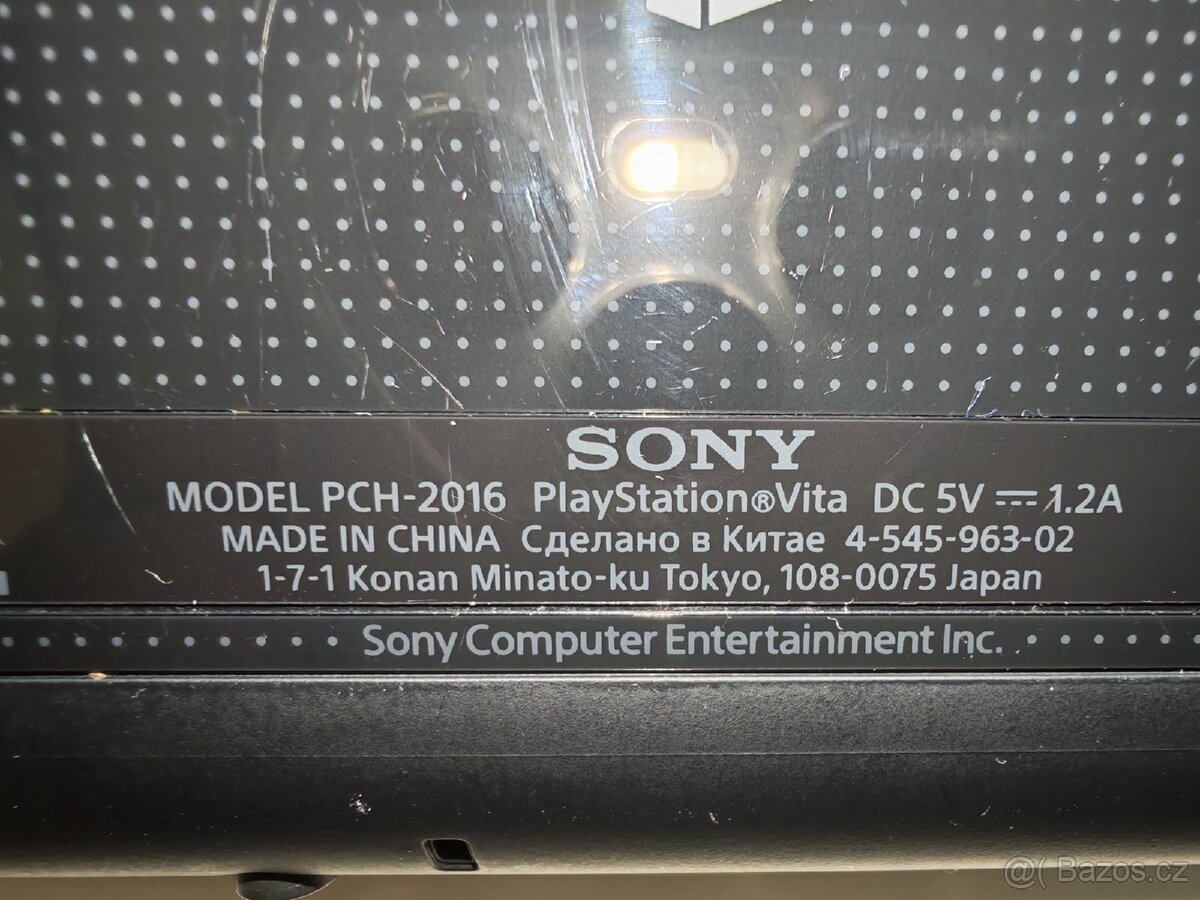 SONY
MODEL PCH-2016 PlayStation®Vita DC 5V ⎓ 1.2A
MADE IN CHINA Сделано в Китае 4-545-963-02
1-7-1 Konan Minato-ku Tokyo, 108-0075 Japan
Sony Computer Entertainment Inc.
@( Bazos.cz